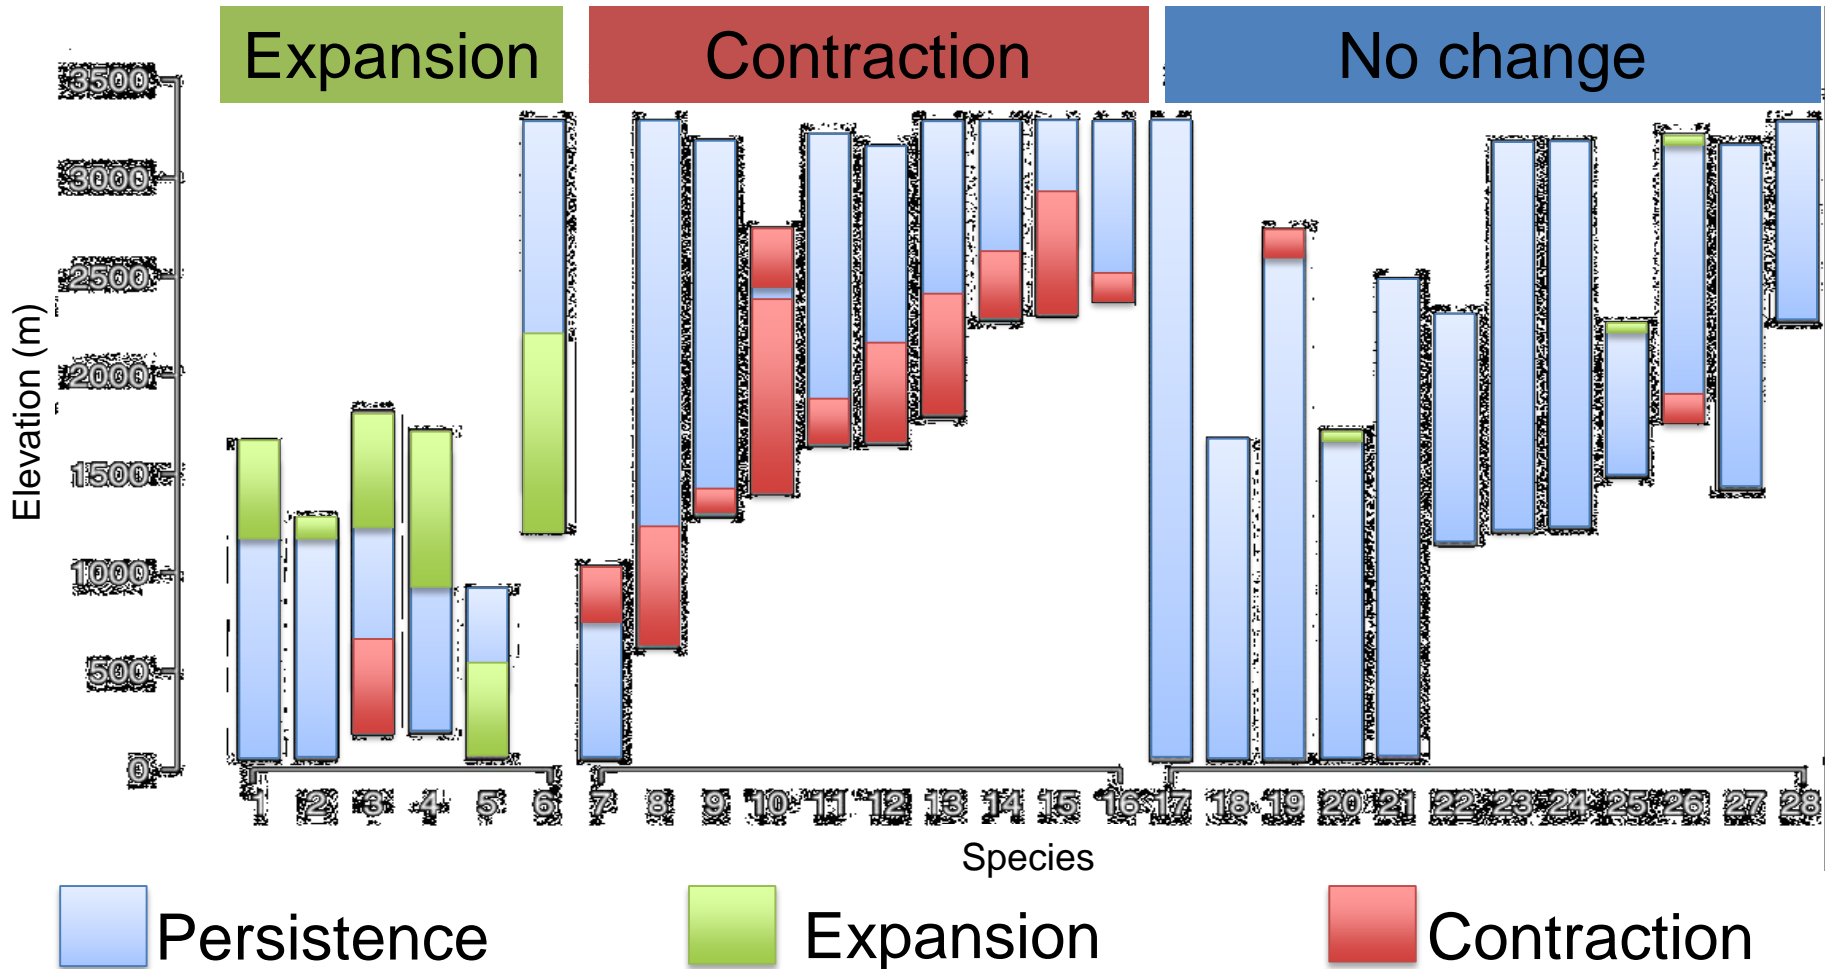 Expansion
Contraction
No change
3500
3000
2500
2000
1500
1000
500
0
Elevation (m)
1 2 3 4 5 6 7 8 9 10 11 12 13 14 15 16 17 18 19 20 21 22 23 24 25 26 27 28
Species
Persistence
Expansion
Contraction